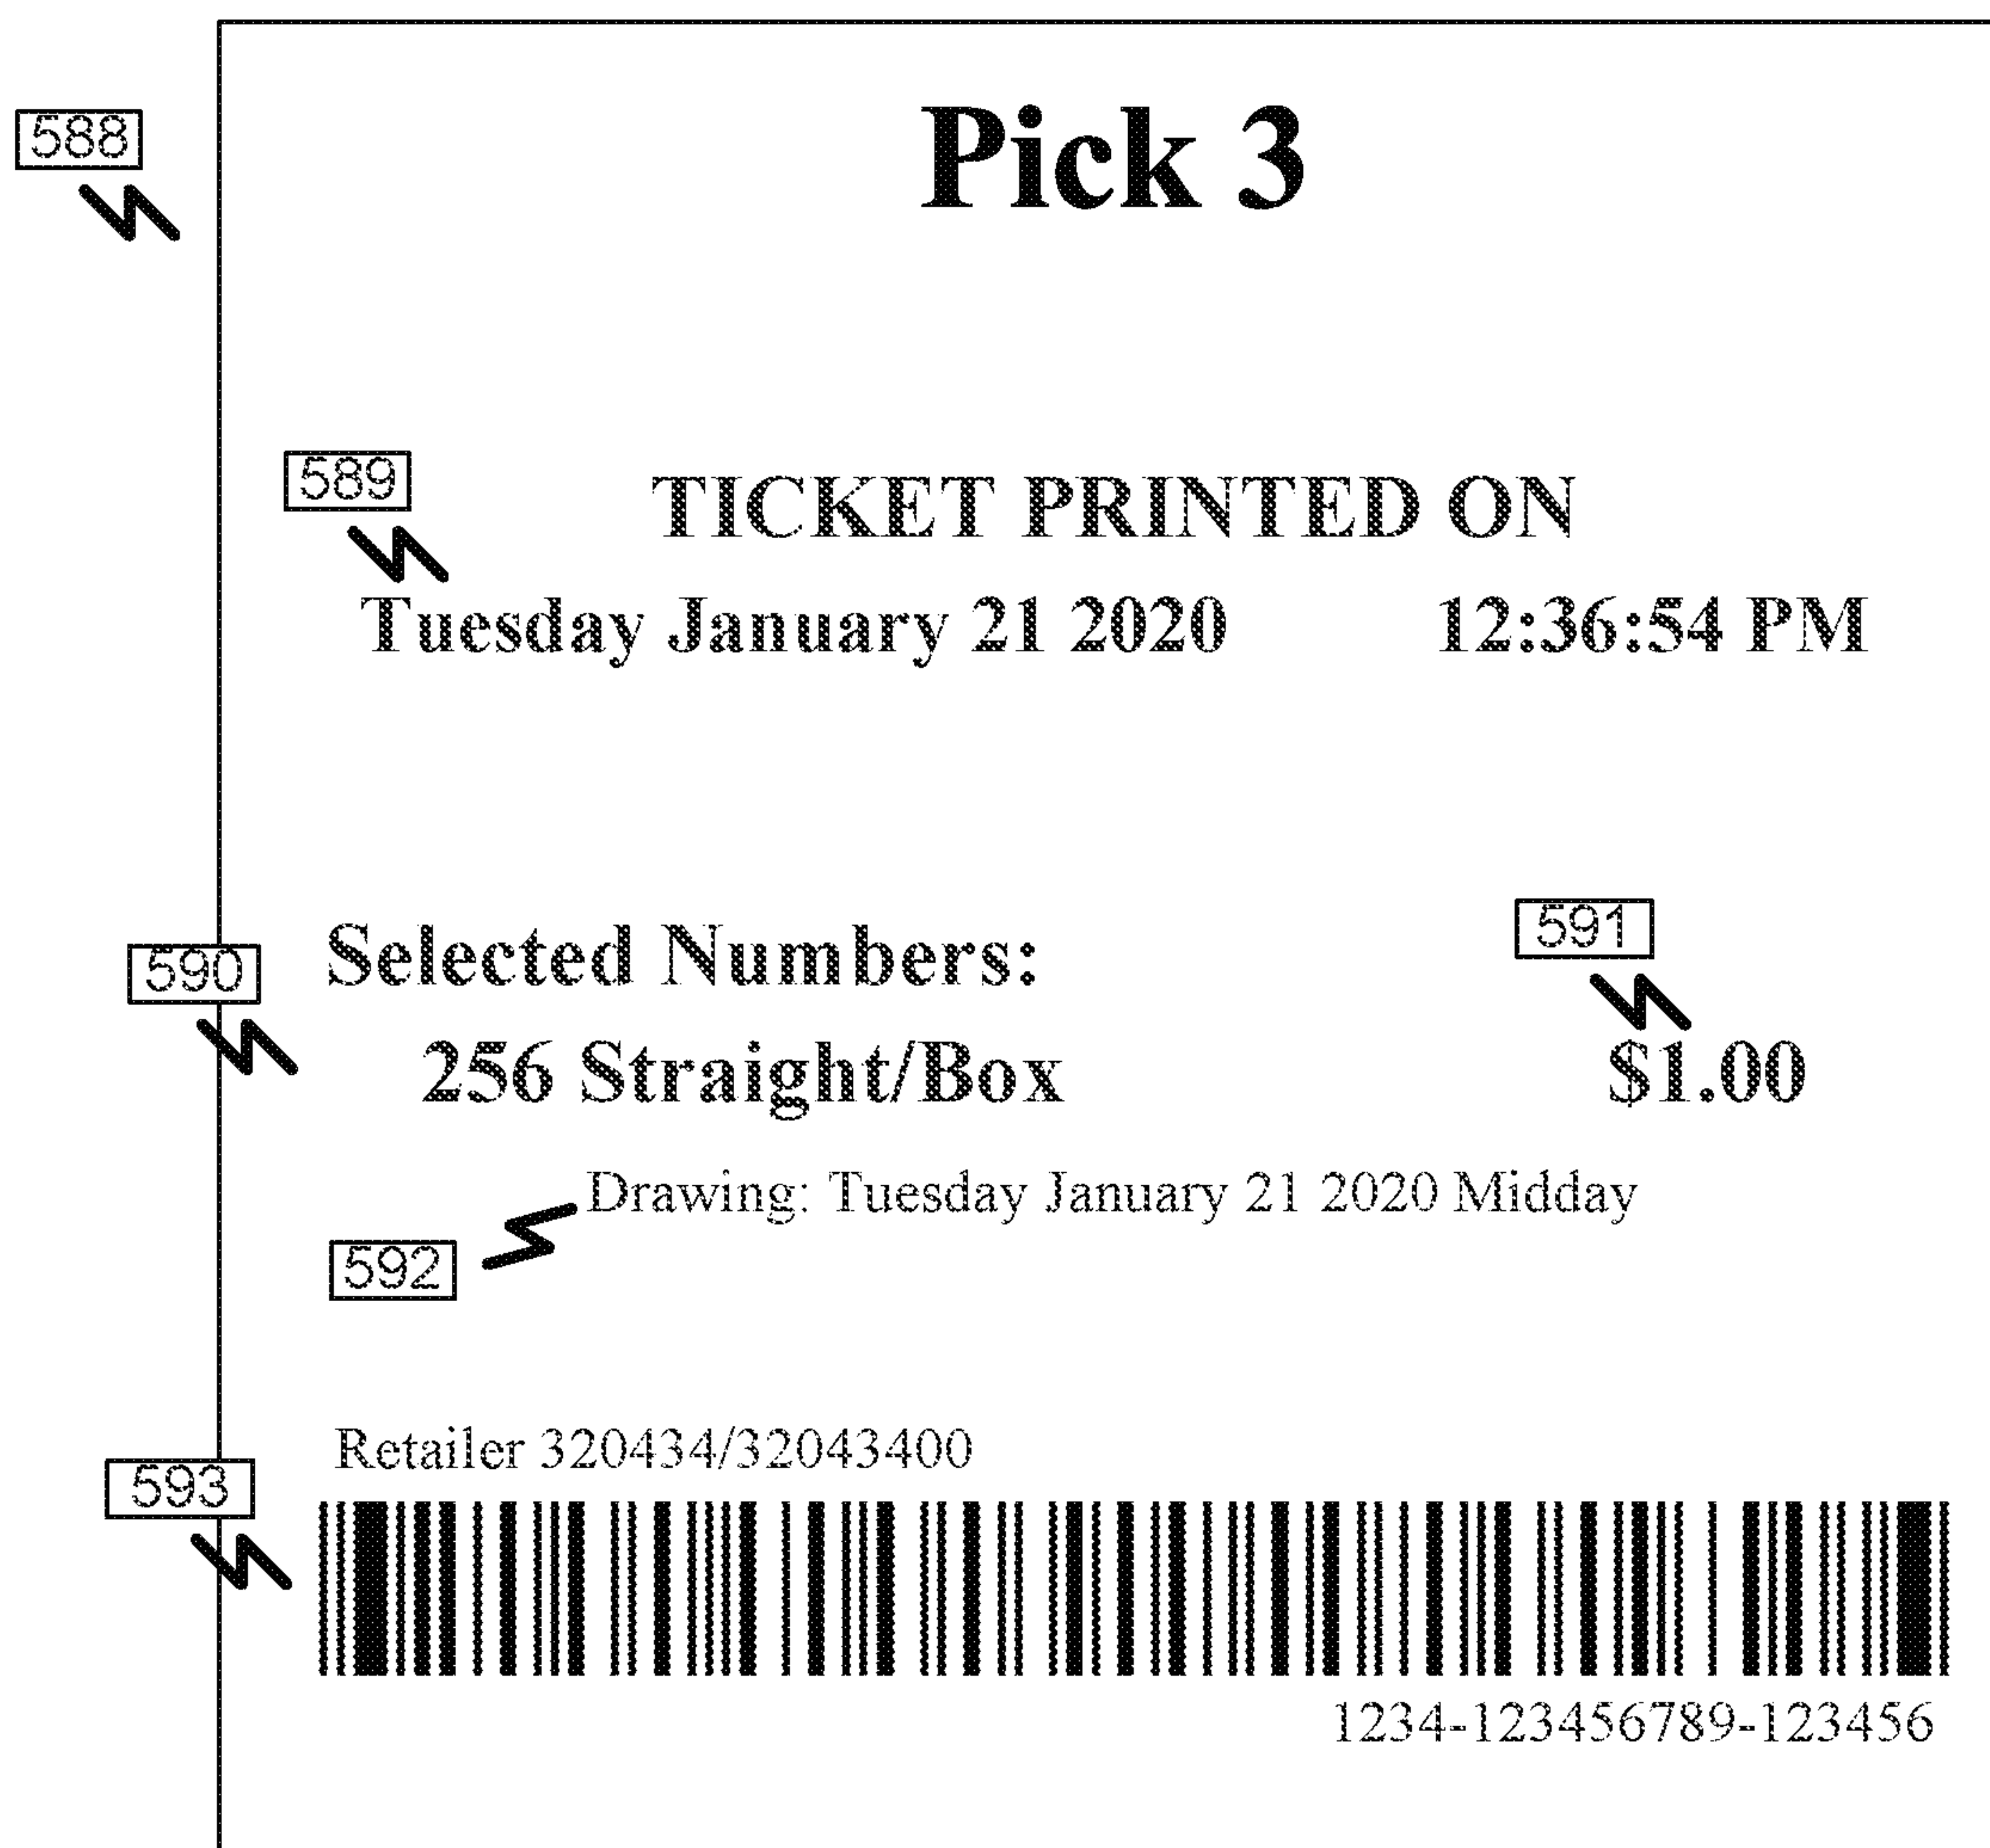 588
Pick 3
589
TICKET PRINTED ON
Tuesday January 21 2020 12:36:54 PM
590
Selected Numbers:
591
256 Straight/Box $1.00
Drawing: Tuesday January 21 2020 Midday
592
Retailer 320434/32043400
593
1234-123456789-123456